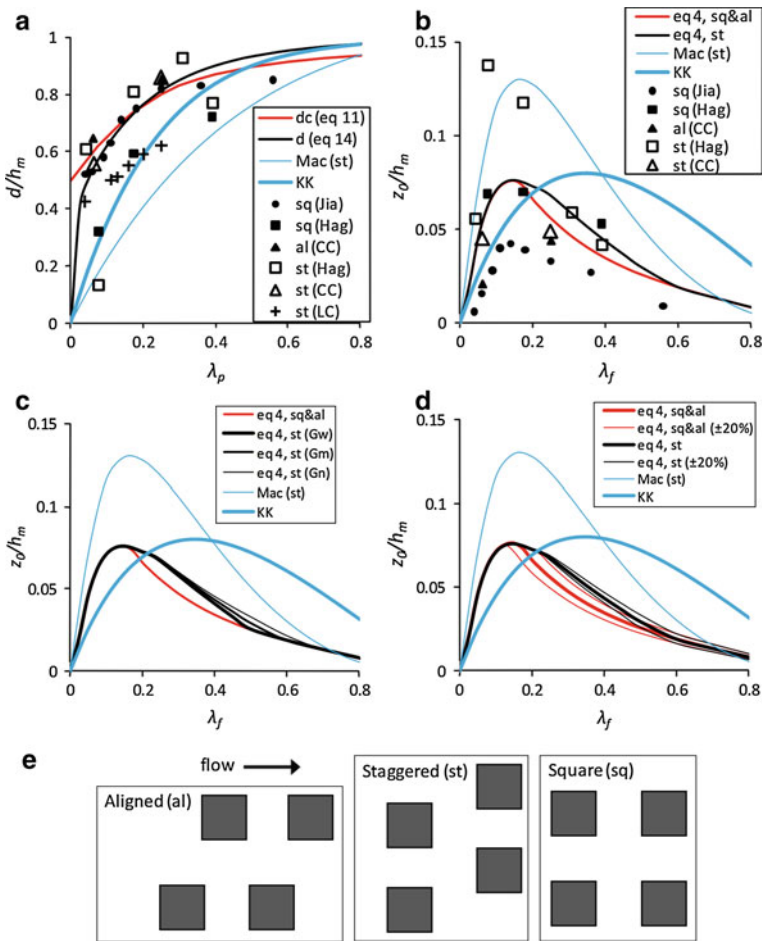 a
1
0.8
0.6
0.4
0.2
0
d/hm
0
0.2
0.4
0.6
0.8
λp
dc (eq 11)
d (eq 14)
Mac (st)
KK
sq (Jia)
sq (Hag)
al (CC)
st (Hag)
st (CC)
st (LC)
b
0.15
0.1
0.05
0
z0/hm
0
0.2
0.4
0.6
0.8
λf
eq 4, sq&al
eq 4, st
Mac (st)
KK
sq (Jia)
sq (Hag)
al (CC)
st (Hag)
st (CC)
c
0.15
0.1
0.05
0
z0/hm
0
0.2
0.4
0.6
0.8
λf
eq 4, sq&al
eq 4, st (Gw)
eq 4, st (Gm)
eq 4, st (Gn)
Mac (st)
KK
d
0.15
0.1
0.05
0
z0/hm
0
0.2
0.4
0.6
0.8
λf
eq 4, sq&al
eq 4, sq&al (±20%)
eq 4, st
eq 4, st (±20%)
Mac (st)
KK
e
flow
Aligned (al)
Staggered (st)
Square (sq)